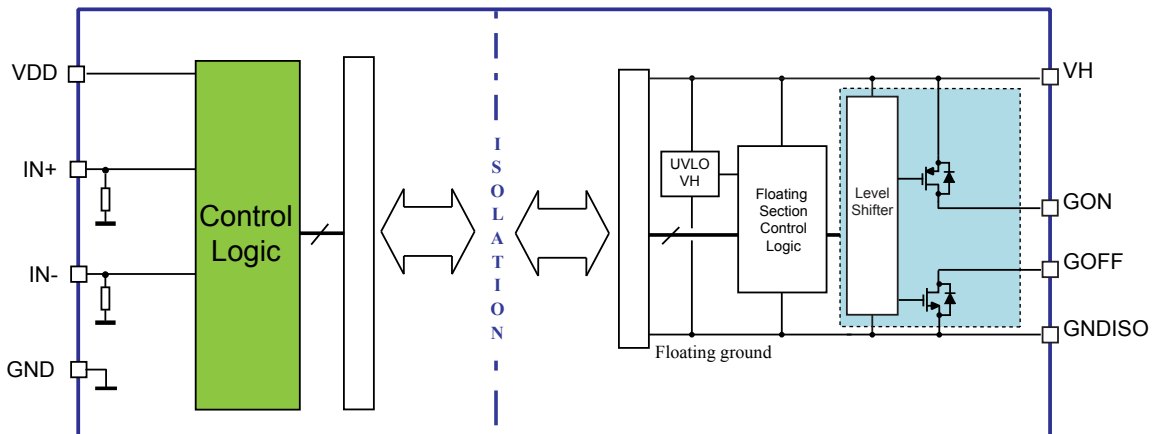 VDD
IN+
IN-
GND
Control
Logic
ISOLATION
UVLO
VH
Floating
Section
Control
Logic
Level
Shifter
Floating ground
VH
GON
GOFF
GNDISO